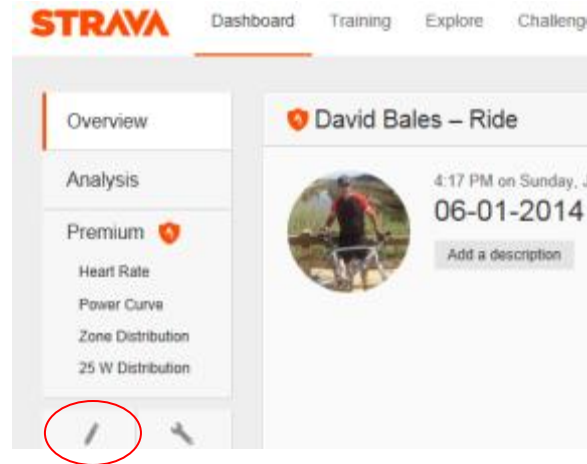 STRAVA Dashboard Training Explore Challeng
Overview
Analysis
Premium
Heart Rate
Power Curve
Zone Distribution
25 W Distribution
David Bales – Ride
4:17 PM on Sunday, J
06-01-2014
Add a description